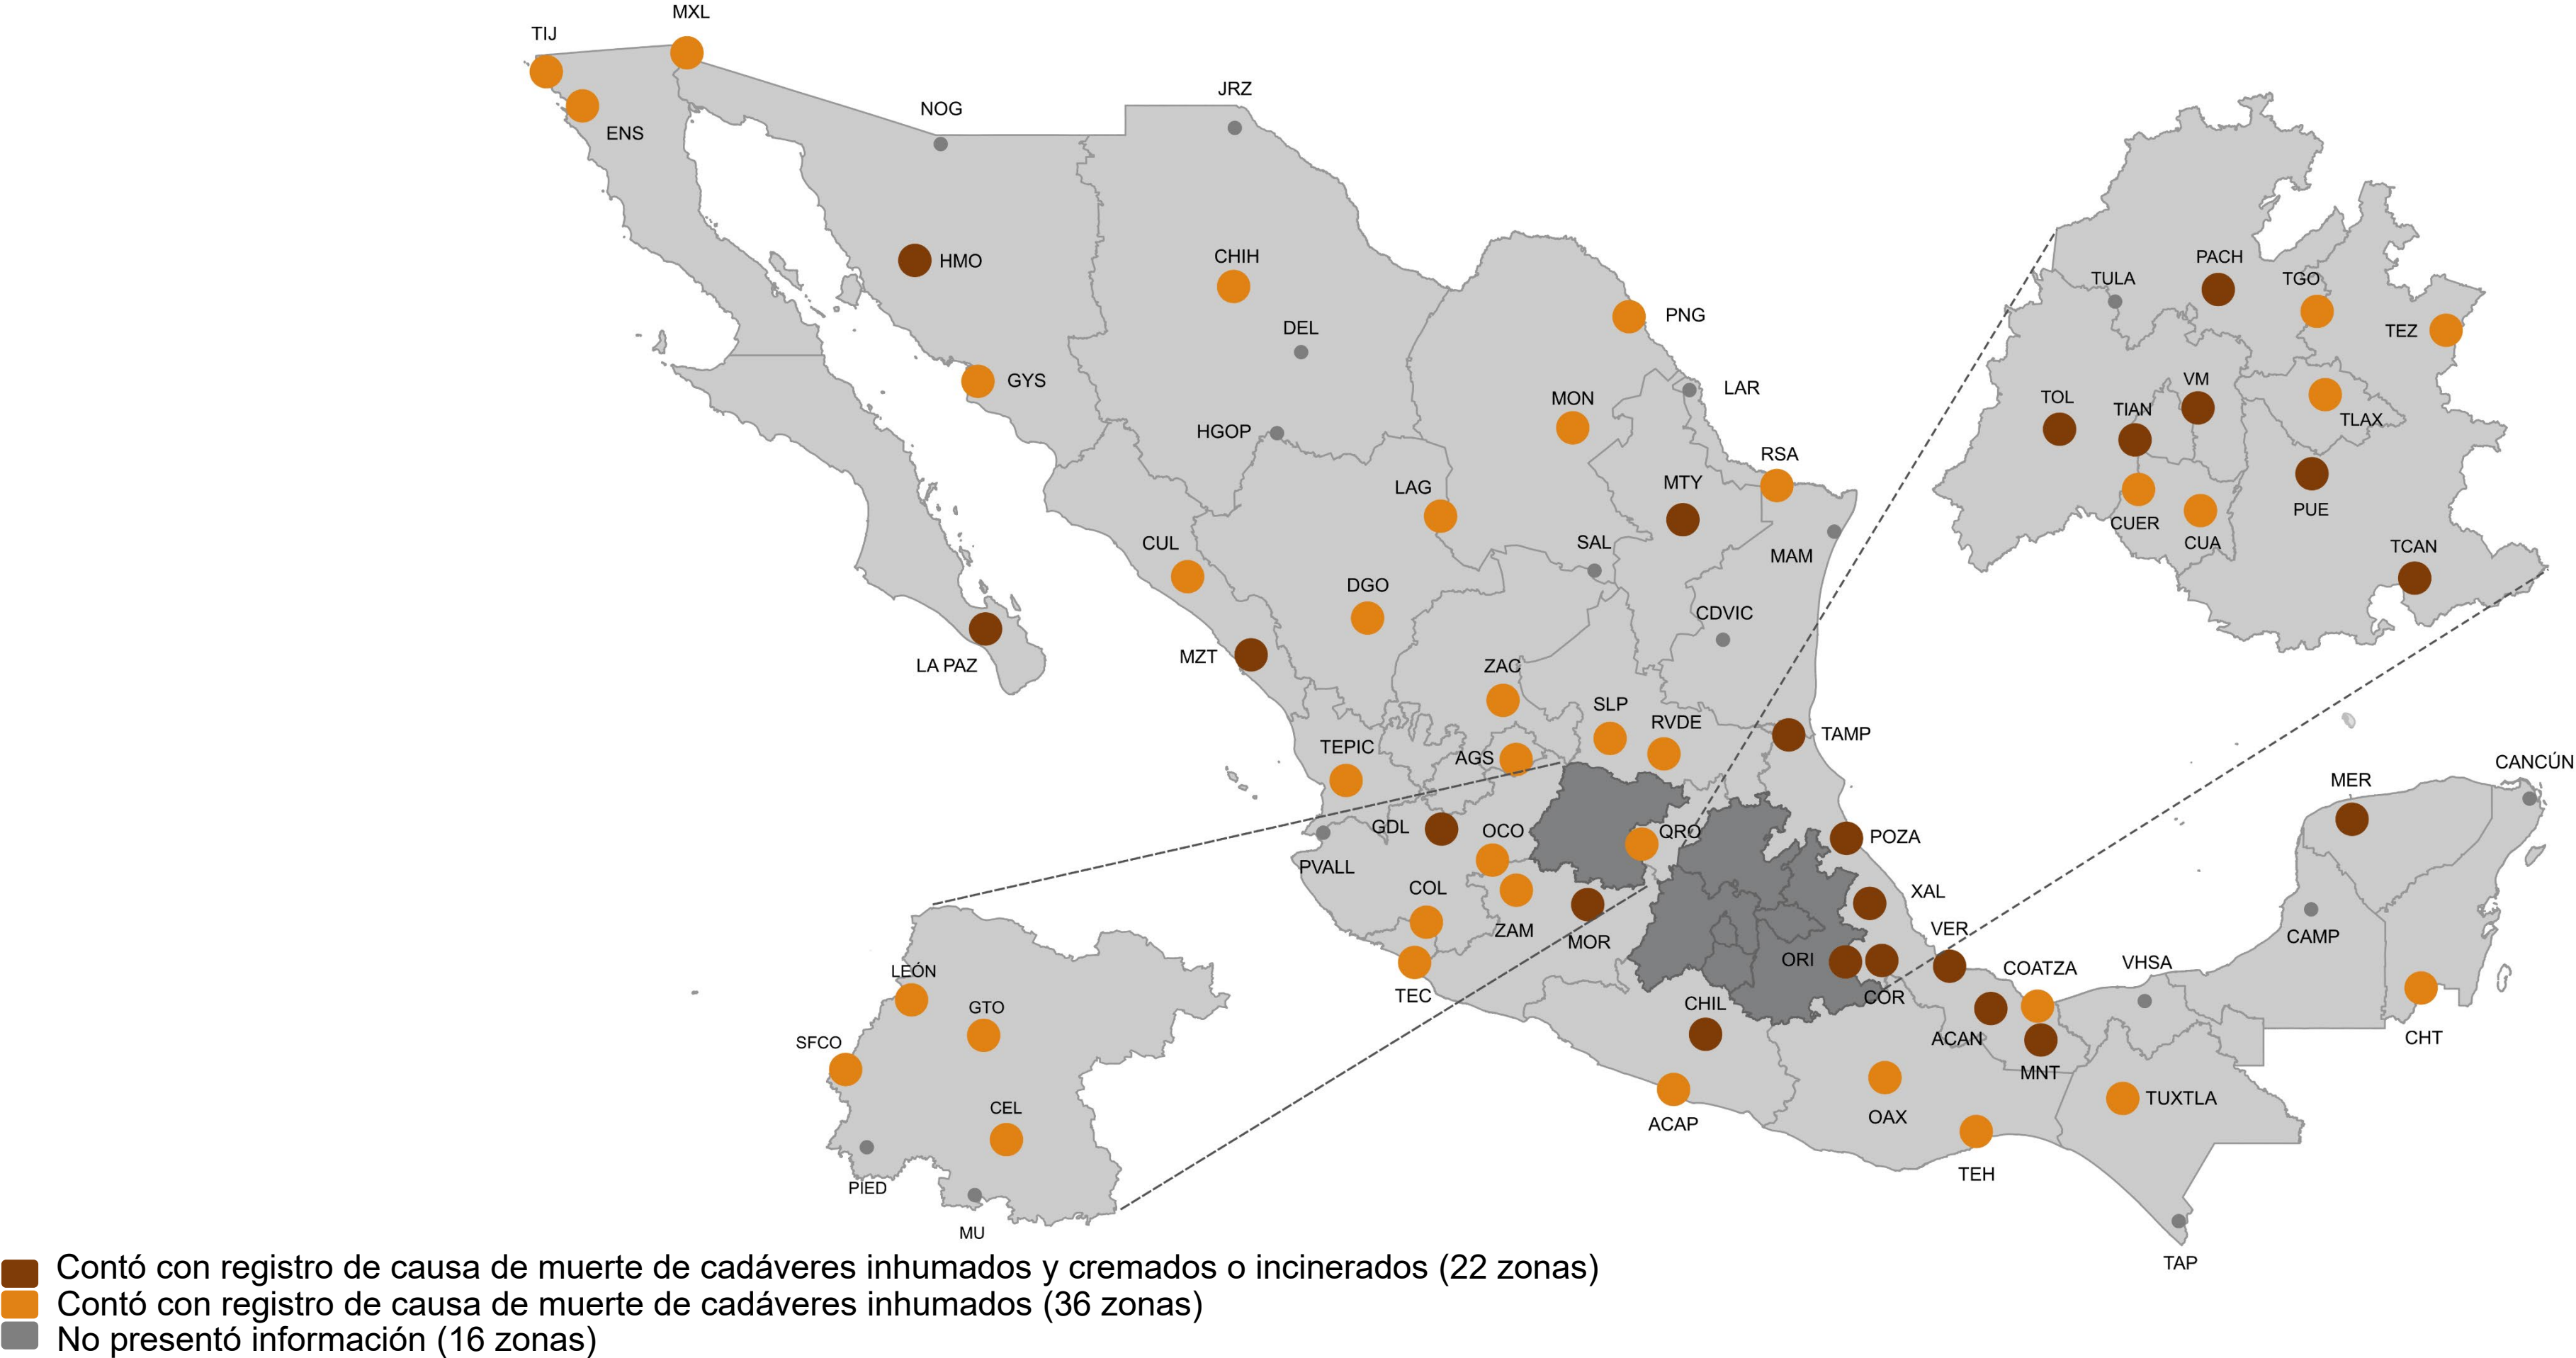 MXL
TIJ
JRZ
NOG
ENS
CHIH
PACH
HMO
TULA
TGO
PNG
DEL
TEZ
GYS
VM
LAR
TOL
MON
TIAN
TLAX
HGOP
RSA
MTY
LAG
PUE
CUER
SAL
CUL
CUA
TCAN
MAM
DGO
CDVIC
MZT
LA PAZ
ZAC
SLP
RVDE
TAMP
TEPIC
AGS
CANCÚN
MER
GDL
OCO
QRO
POZA
PVALL
COL
XAL
ZAM
VER
CAMP
MOR
ORI
VHSA
COATZA
LEÓN
TEC
COR
CHIL
GTO
ACAN
CHT
SFCO
MNT
TUXTLA
CEL
OAX
ACAP
TEH
PIED
MU
TAP
Contó con registro de causa de muerte de cadáveres inhumados y cremados o incinerados (22 zonas)
Contó con registro de causa de muerte de cadáveres inhumados (36 zonas)
No presentó información (16 zonas)